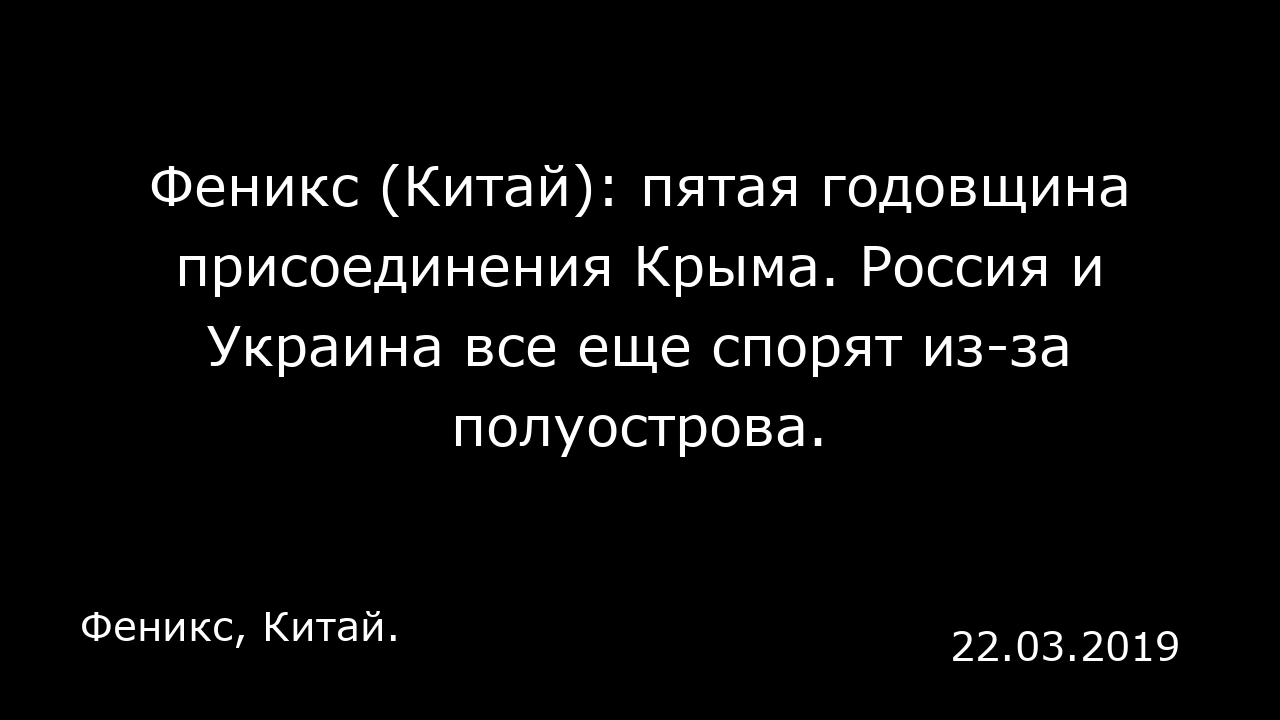 Феникс (Китай): пятая годовщина
присоединения Крыма. Россия и
Украина все еще спорят из-за
полуострова.
Феникс, Китай.
22.03.2019